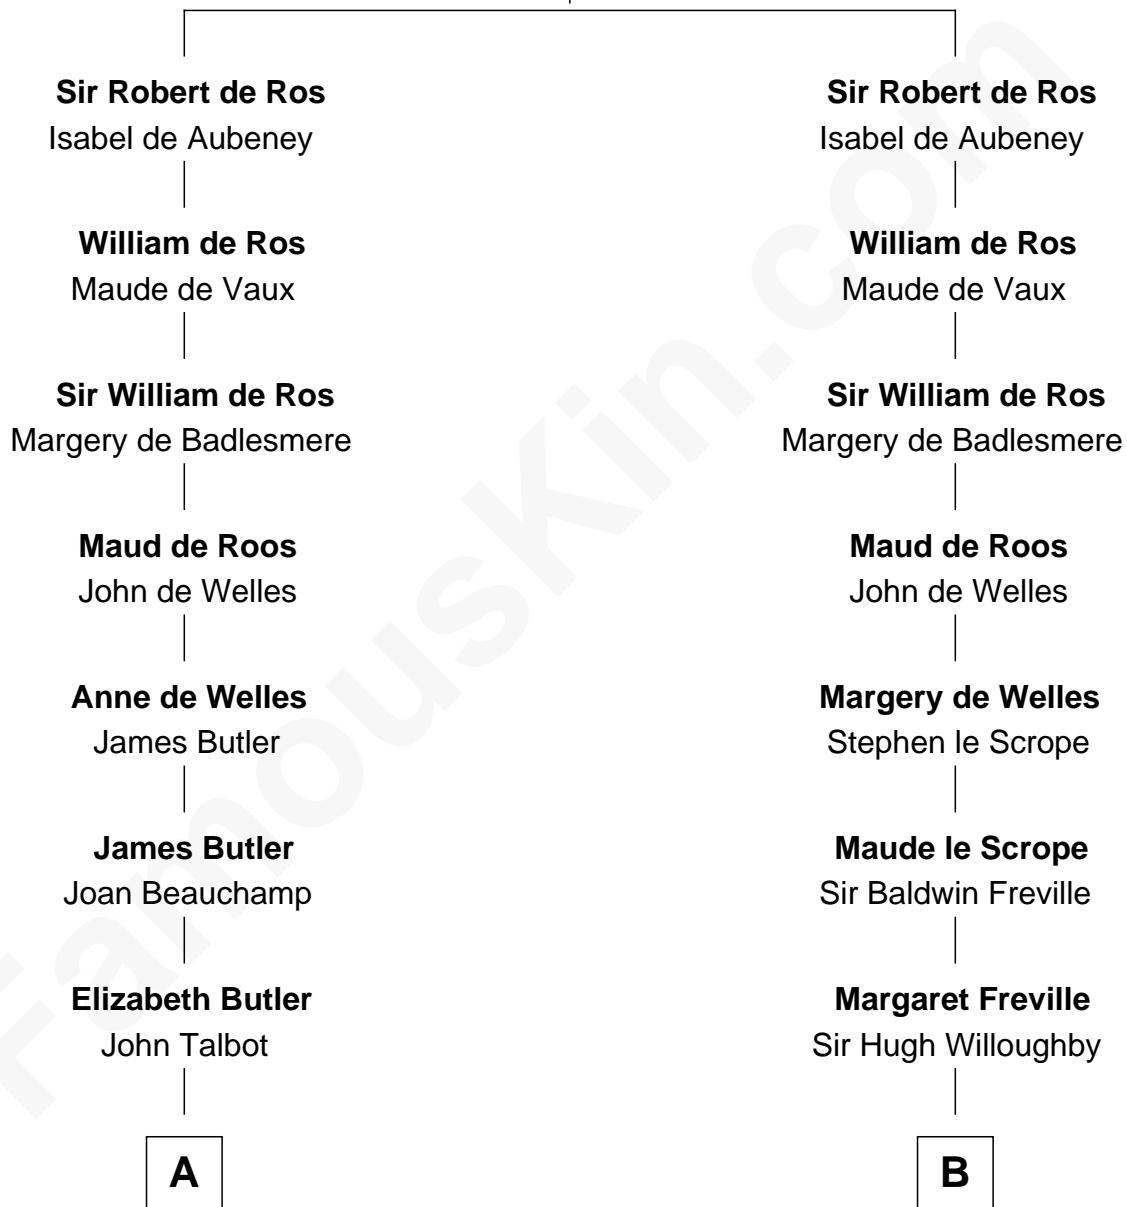 Sir Robert de Ros
Isabel de Aubeney
William de Ros
Maude de Vaux
Sir William de Ros
Margery de Badlesmere
Maud de Roos
John de Welles
Anne de Welles
James Butler
James Butler
Joan Beauchamp
Elizabeth Butler
John Talbot
A
Sir Robert de Ros
Isabel de Aubeney
William de Ros
Maude de Vaux
Sir William de Ros
Margery de Badlesmere
Maud de Roos
John de Welles
Margery de Welles
Stephen le Scrope
Maude le Scrope
Sir Baldwin Freville
Margaret Freville
Sir Hugh Willoughby
B
FamousKin.com